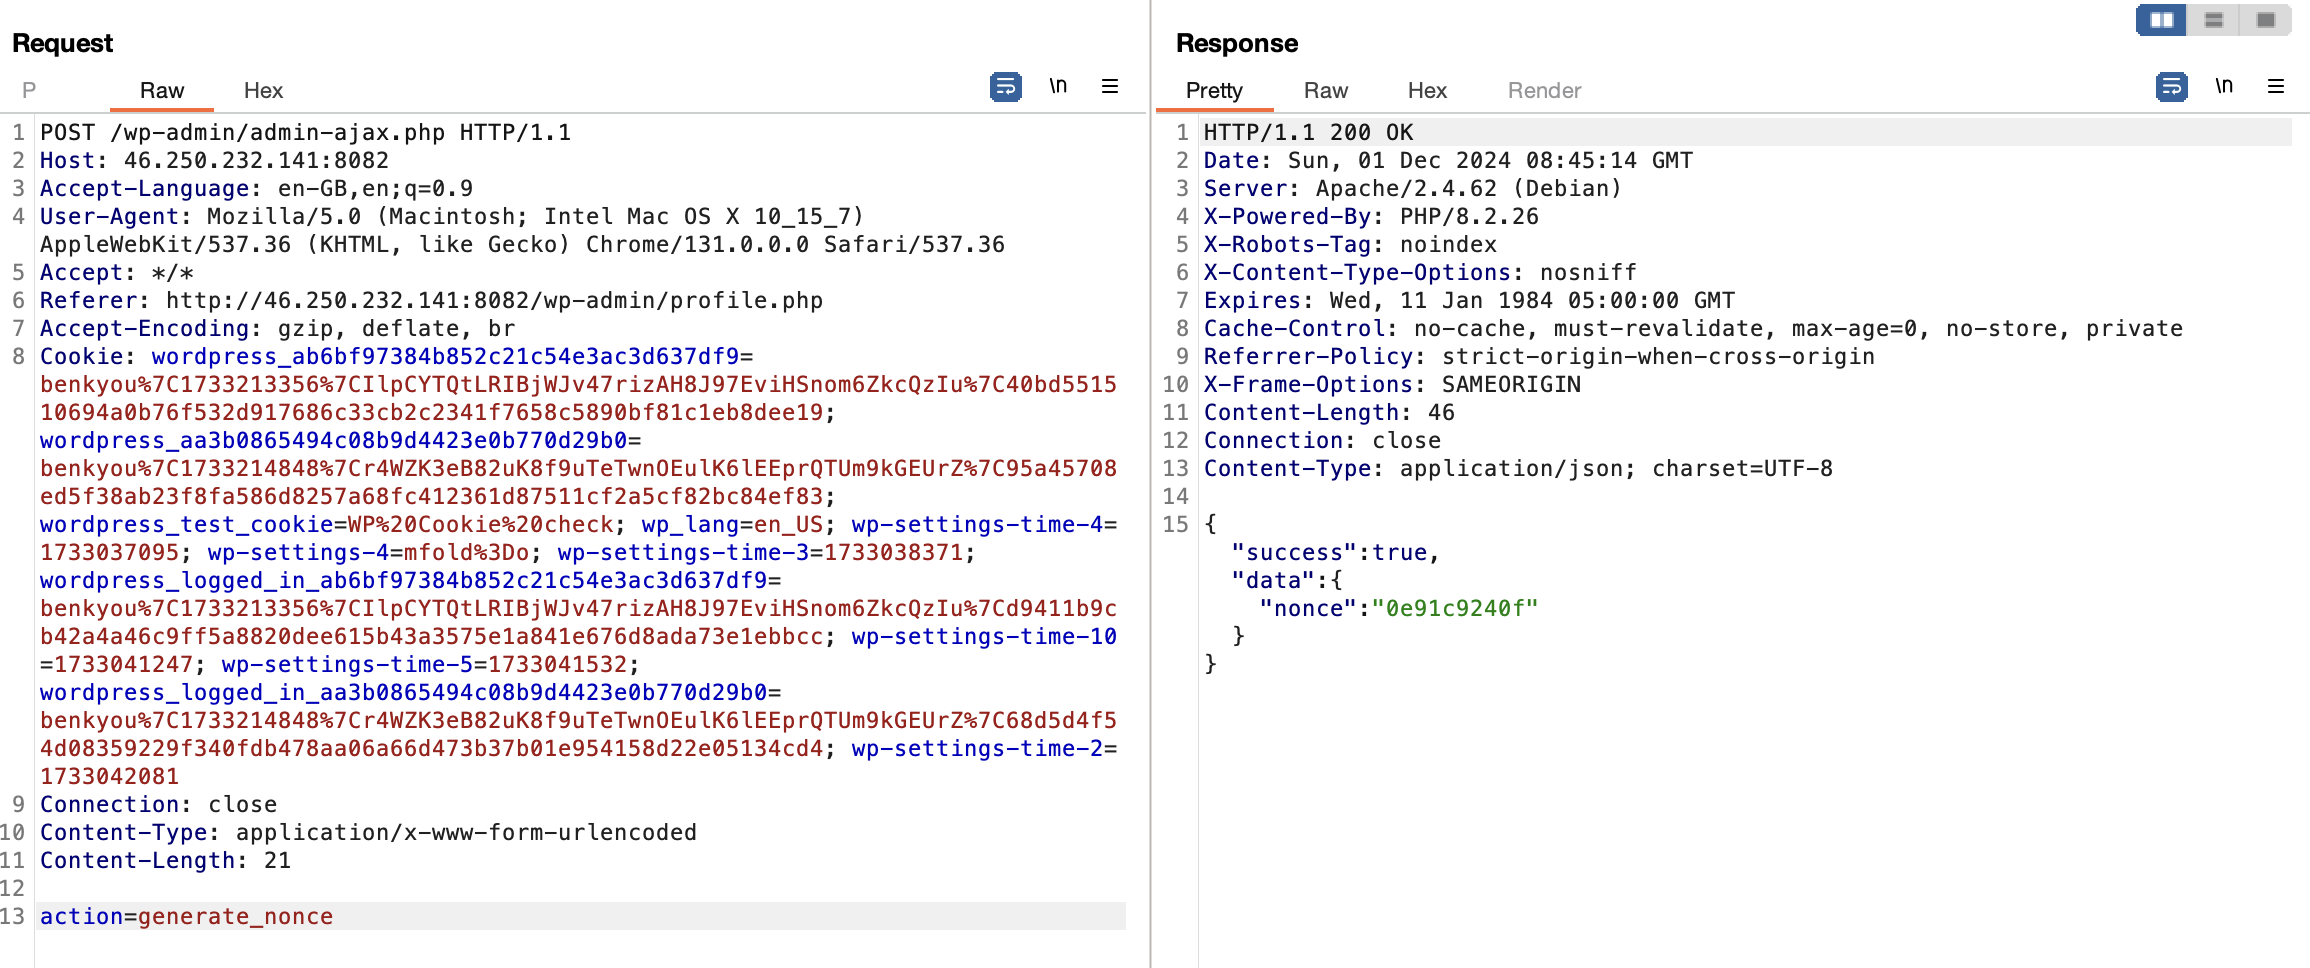 Request
P Raw Hex \n
1 POST /wp-admin/admin-ajax.php HTTP/1.1
2 Host: 46.250.232.141:8082
3 Accept-Language: en-GB,en;q=0.9
4 User-Agent: Mozilla/5.0 (Macintosh; Intel Mac OS X 10_15_7)
AppleWebKit/537.36 (KHTML, like Gecko) Chrome/131.0.0.0 Safari/537.36
5 Accept: */*
6 Referer: http://46.250.232.141:8082/wp-admin/profile.php
7 Accept-Encoding: gzip, deflate, br
8 Cookie: wordpress_ab6bf97384b852c21c54e3ac3d637df9=
benkyou%7C1733213356%7CIlpCYTQtLRIBjWJv47rizAH8J97EviHSnom6ZkcQzIu%7C40bd5515
10694a0b76f532d917686c33cb2c2341f7658c5890bf81c1eb8dee19;
wordpress_aa3b0865494c08b9d4423e0b770d29b0=
benkyou%7C1733214848%7Cr4WZK3eB82uK8f9uTeTwnOEulK6lEEprQTUm9kGEUrZ%7C95a45708
ed5f38ab23f8fa586d8257a68fc412361d87511cf2a5cf82bc84ef83;
wordpress_test_cookie=WP%20Cookie%20check; wp_lang=en_US; wp-settings-time-4=
1733037095; wp-settings-4=mfold%3Do; wp-settings-time-3=1733038371;
wordpress_logged_in_ab6bf97384b852c21c54e3ac3d637df9=
benkyou%7C1733213356%7CIlpCYTQtLRIBjWJv47rizAH8J97EviHSnom6ZkcQzIu%7Cd9411b9c
b42a4a46c9ff5a8820dee615b43a3575e1a841e676d8ada73e1ebbcc; wp-settings-time-10
=1733041247; wp-settings-time-5=1733041532;
wordpress_logged_in_aa3b0865494c08b9d4423e0b770d29b0=
benkyou%7C1733214848%7Cr4WZK3eB82uK8f9uTeTwnOEulK6lEEprQTUm9kGEUrZ%7C68d5d4f5
4d08359229f340fdb478aa06a66d473b37b01e954158d22e05134cd4; wp-settings-time-2=
1733042081
9 Connection: close
10 Content-Type: application/x-www-form-urlencoded
11 Content-Length: 21
12
13 action=generate_nonce
Response
Pretty Raw Hex Render \n
1 HTTP/1.1 200 OK
2 Date: Sun, 01 Dec 2024 08:45:14 GMT
3 Server: Apache/2.4.62 (Debian)
4 X-Powered-By: PHP/8.2.26
5 X-Robots-Tag: noindex
6 X-Content-Type-Options: nosniff
7 Expires: Wed, 11 Jan 1984 05:00:00 GMT
8 Cache-Control: no-cache, must-revalidate, max-age=0, no-store, private
9 Referrer-Policy: strict-origin-when-cross-origin
10 X-Frame-Options: SAMEORIGIN
11 Content-Length: 46
12 Connection: close
13 Content-Type: application/json; charset=UTF-8
14
15 {
"success":true,
"data":{
"nonce":"0e91c9240f"
}
}